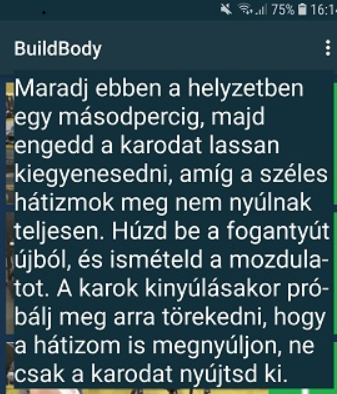 75% 16:14
BuildBody
Maradj ebben a helyzetben
egy másodpercig, majd
engedd a karodat lassan
kiegyenesedni, amíg a széles
hátizmok meg nem nyúlnak
teljesen. Húzd be a fogantyút
újból, és ismételd a mozdula-
tot. A karok kinyúlásakor pró-
bálj meg arra törekedni, hogy
a hátizom is megnyúljon, ne
csak a karodat nyújtsd ki.